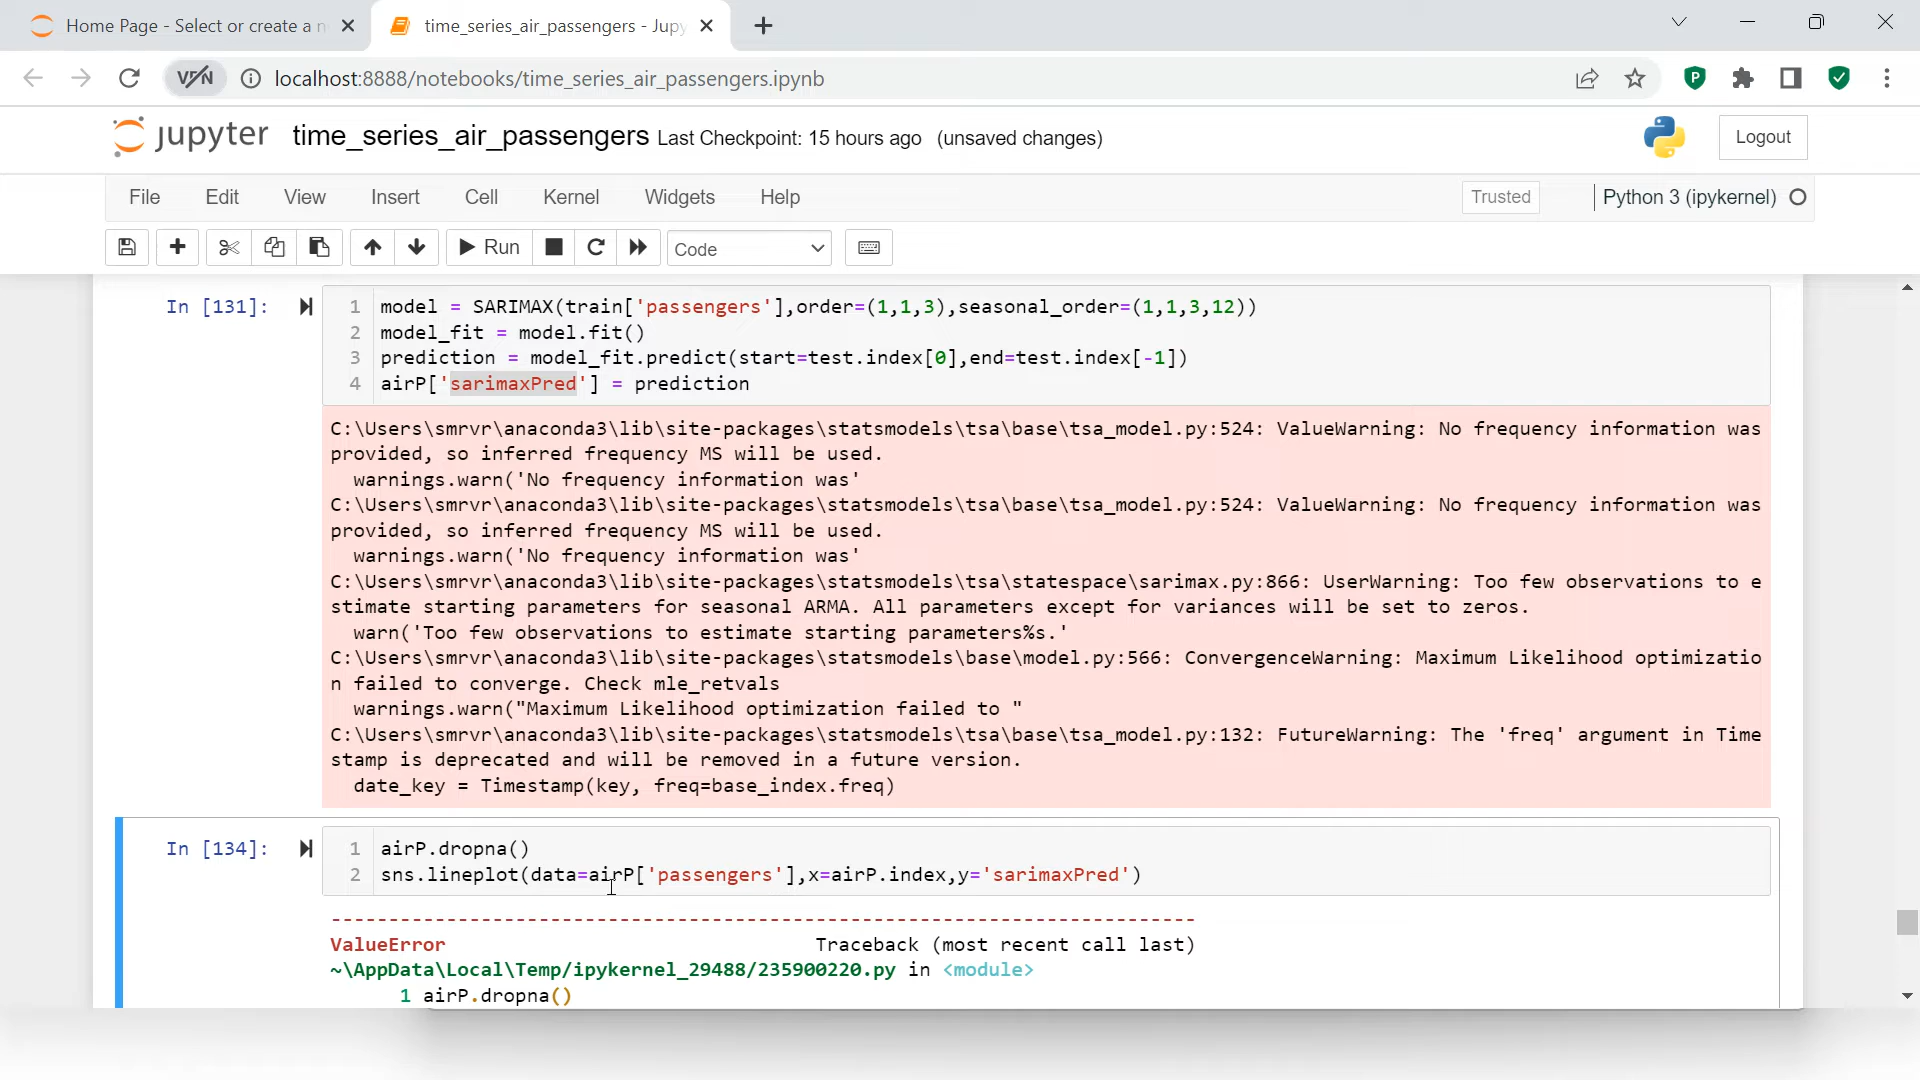 Home Page - Select or create a n
time_series_air_passengers - Jupy
VPN
localhost:8888/notebooks/time_series_air_passengers.ipynb
P
jupyter time_series_air_passengers Last Checkpoint: 15 hours ago (unsaved changes)
Logout
File Edit View Insert Cell Kernel Widgets Help
Trusted
Python 3 (ipykernel)
Run
Code
In [131]:
1 model = SARIMAX(train['passengers'],order=(1,1,3),seasonal_order=(1,1,3,12))
2 model_fit = model.fit()
3 prediction = model_fit.predict(start=test.index[0],end=test.index[-1])
4 airP['sarimaxPred'] = prediction
C:\Users\smrvr\anaconda3\lib\site-packages\statsmodels\tsa\base\tsa_model.py:524: ValueWarning: No frequency information was
provided, so inferred frequency MS will be used.
warnings.warn('No frequency information was'
C:\Users\smrvr\anaconda3\lib\site-packages\statsmodels\tsa\base\tsa_model.py:524: ValueWarning: No frequency information was
provided, so inferred frequency MS will be used.
warnings.warn('No frequency information was'
C:\Users\smrvr\anaconda3\lib\site-packages\statsmodels\tsa\statespace\sarimax.py:866: UserWarning: Too few observations to e
stimate starting parameters for seasonal ARMA. All parameters except for variances will be set to zeros.
warn('Too few observations to estimate starting parameters%s.'
C:\Users\smrvr\anaconda3\lib\site-packages\statsmodels\base\model.py:566: ConvergenceWarning: Maximum Likelihood optimizatio
n failed to converge. Check mle_retvals
warnings.warn("Maximum Likelihood optimization failed to "
C:\Users\smrvr\anaconda3\lib\site-packages\statsmodels\tsa\base\tsa_model.py:132: FutureWarning: The 'freq' argument in Time
stamp is deprecated and will be removed in a future version.
date_key = Timestamp(key, freq=base_index.freq)
In [134]:
1 airP.dropna()
2 sns.lineplot(data=airP['passengers'],x=airP.index,y='sarimaxPred')
---------------------------------------------------------------------------
ValueError Traceback (most recent call last)
~\AppData\Local\Temp/ipykernel_29488/235900220.py in <module>
1 airP.dropna()